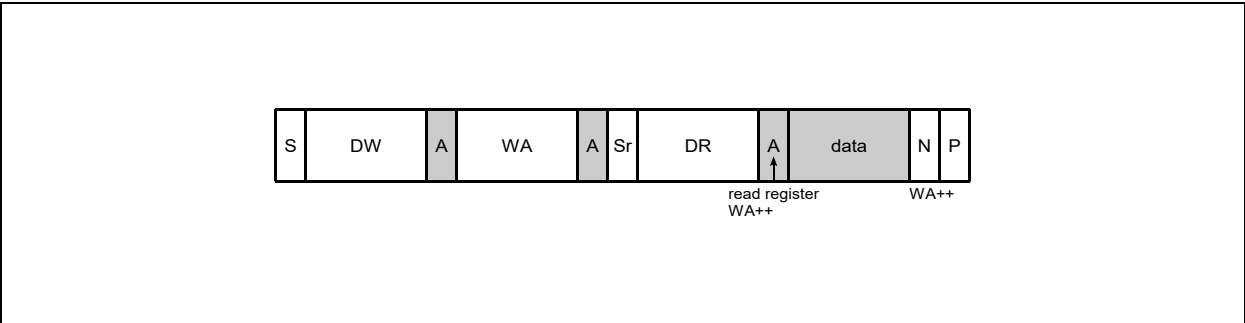 S DW A WA A Sr DR A data N P
read register WA++
WA++